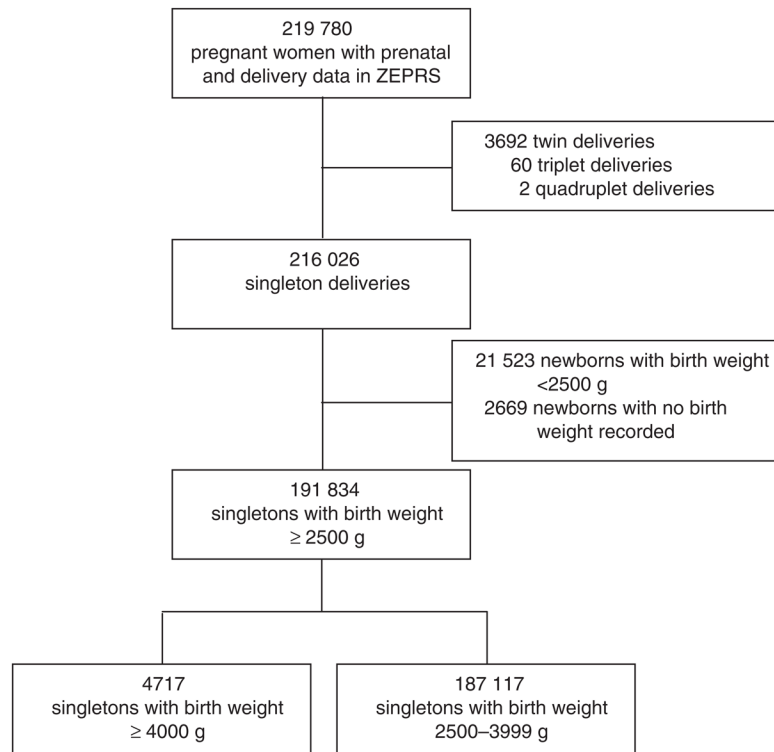 219 780
pregnant women with prenatal
and delivery data in ZEPRS
3692 twin deliveries
60 triplet deliveries
2 quadruplet deliveries
216 026
singleton deliveries
21 523 newborns with birth weight
<2500 g
2669 newborns with no birth
weight recorded
191 834
singletons with birth weight
≥ 2500 g
4717
singletons with birth weight
≥ 4000 g
187 117
singletons with birth weight
2500–3999 g